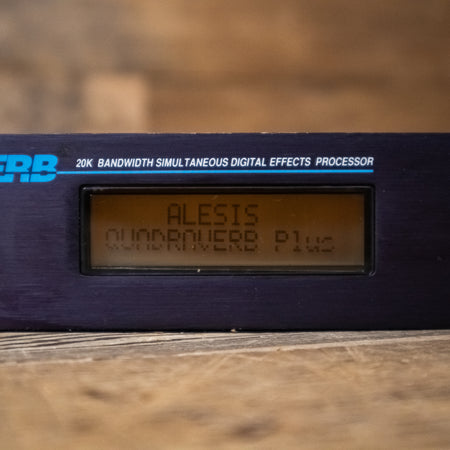 ERB
20K BANDWIDTH SIMULTANEOUS DIGITAL EFFECTS PROCESSOR
ALESIS
QUADRAVERB Plus